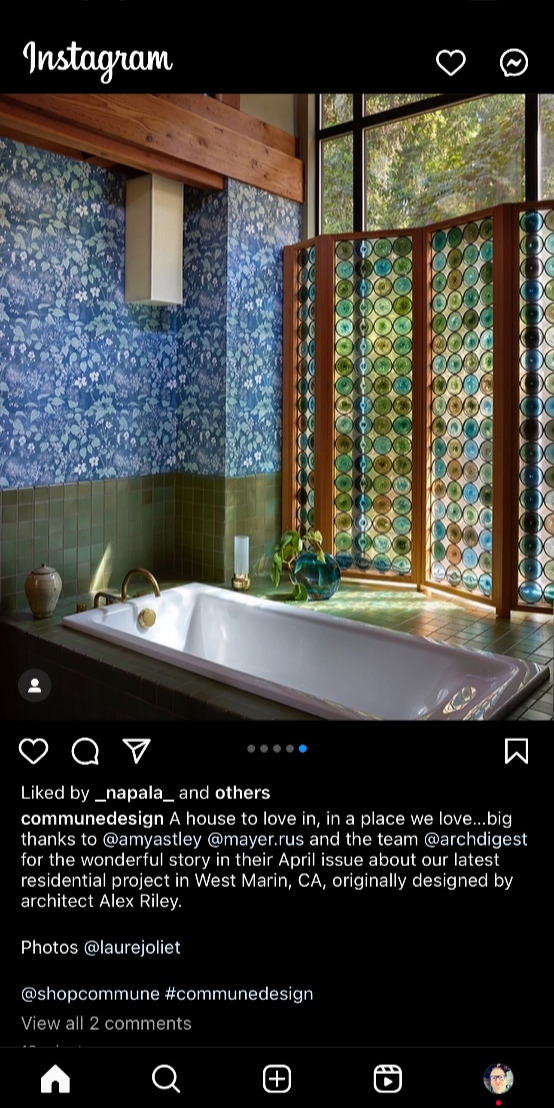 Instagram
Liked by _napala_ and others
communedesign A house to love in, in a place we love...big
thanks to @amyastley @mayer.rus and the team @archdigest
for the wonderful story in their April issue about our latest
residential project in West Marin, CA, originally designed by
architect Alex Riley.
Photos @laurejoliet
@shopcommune #communedesign
View all 2 comments